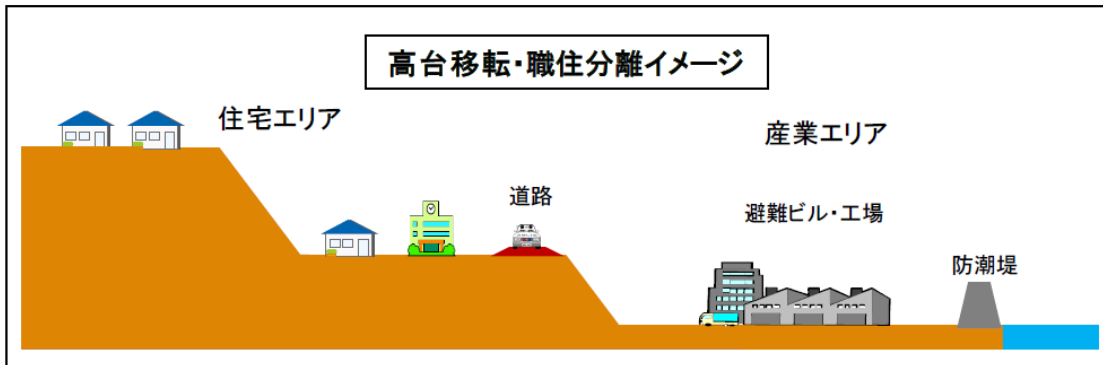 高台移転・職住分離イメージ
住宅エリア
産業エリア
道路
避難ビル・工場
防潮堤